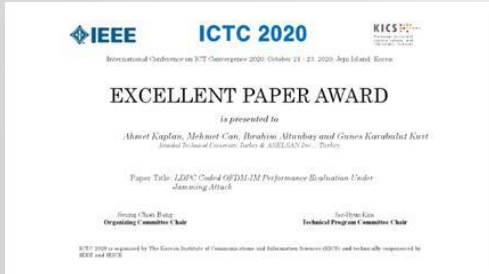 IEEE
ICTC 2020
KICS
International Conference on ICT Convergence 2020, October 21 - 23, 2020, Jeju Island, Korea
EXCELLENT PAPER AWARD
is presented to
Ahmet Kaplan, Mehmet Can, Ibrahim Altunbas and Gunes Karabulut Kurt
Istanbul Technical University Turkey & ASELSAN Inc., Turkey
Paper Title: LDPC Coded OFDM-IM Performance Evaluation Under
Jamming Attack
Jae-Hyun Kim
Organizing Committee Chair
Technical Program Committee Chair
ICTC 2020 is organized by The Korean Institute of Communications and Information Sciences (KICS) and technically cosponsored by
IEEE and IEICE